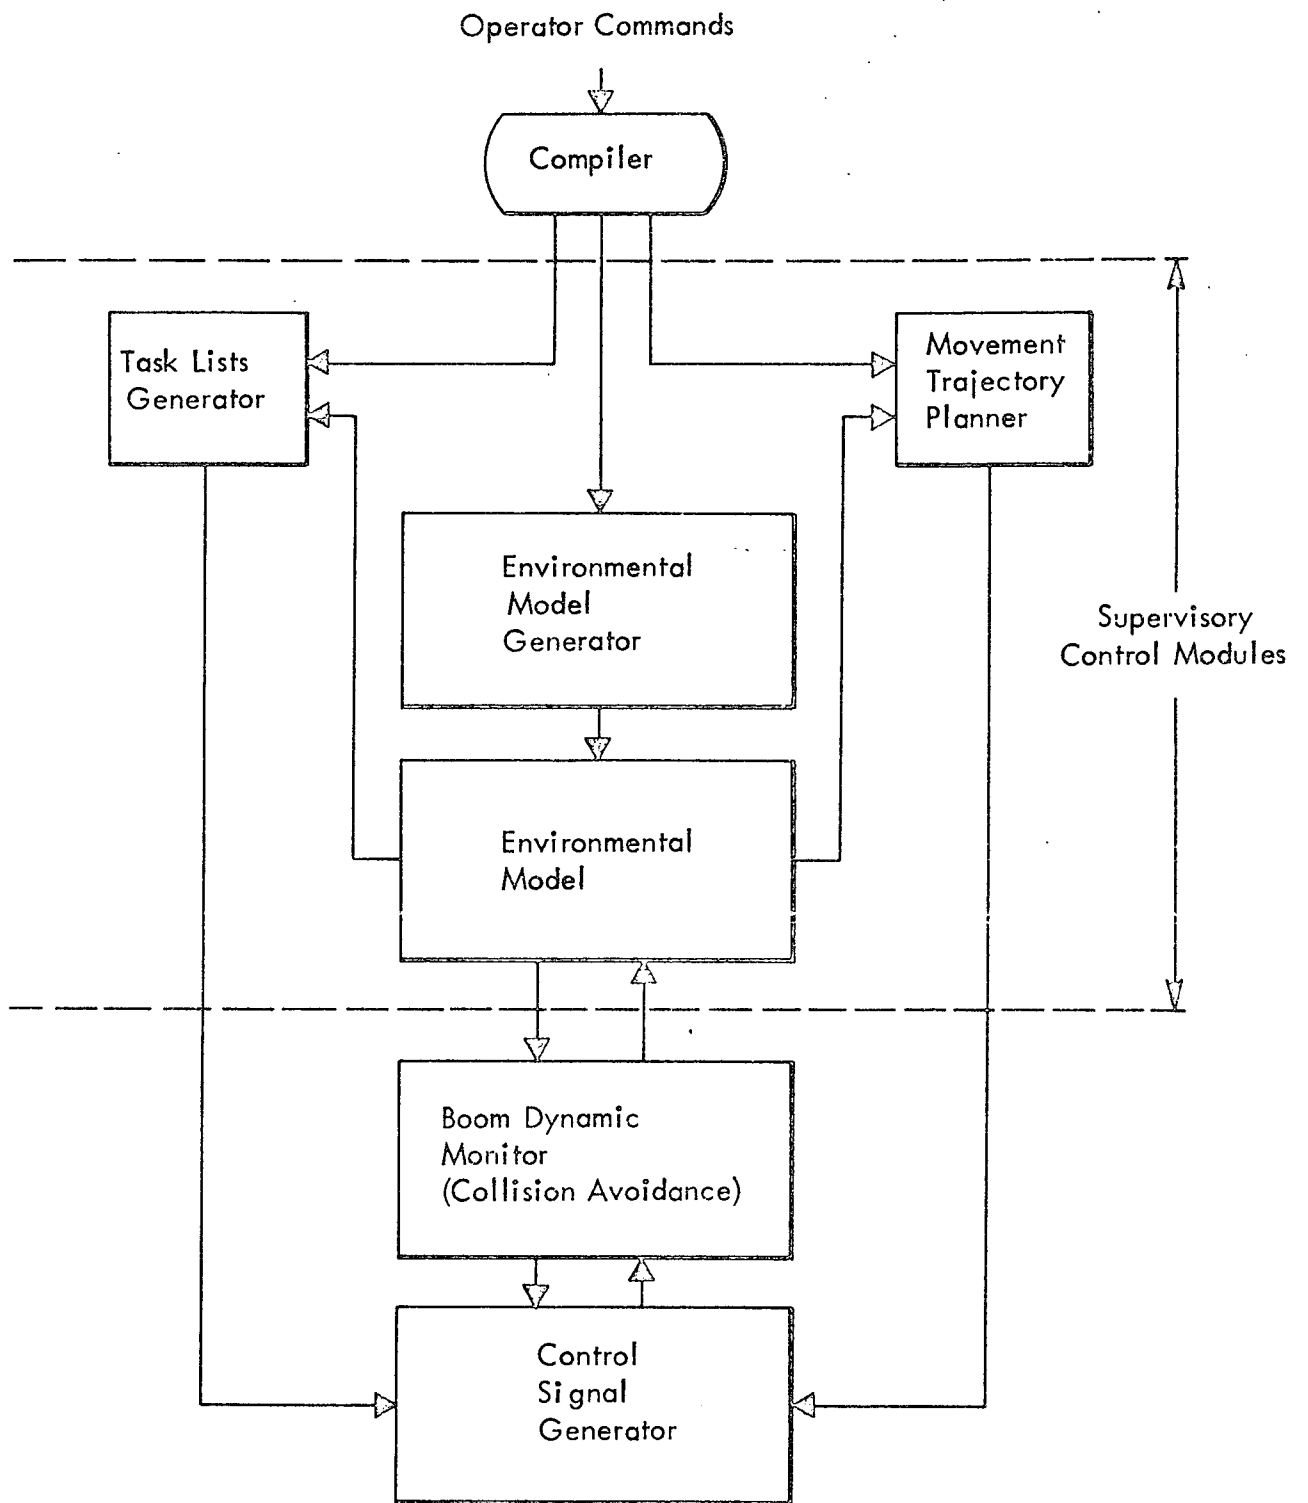 Operator Commands
Compiler
Task Lists
Generator
Movement
Trajectory
Planner
Environmental
Model
Generator
Supervisory
Control Modules
Environmental
Model
Boom Dynamic
Monitor
(Collision Avoidance)
Control
Signal
Generator